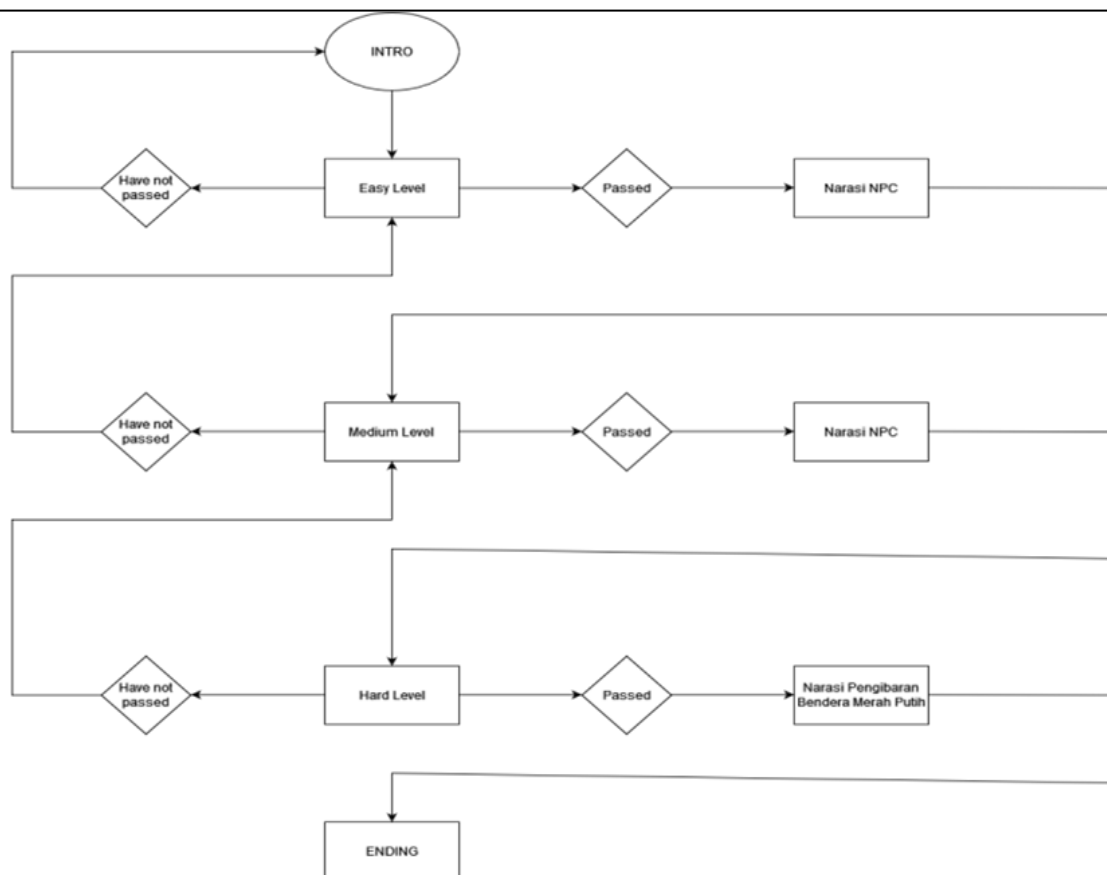 INTRO
Have not
passed
Easy Level
Passed
Narasi NPC
Have not
passed
Medium Level
Passed
Narasi NPC
Have not
passed
Hard Level
Passed
Narasi Pengibaran
Bendera Merah Putih
ENDING